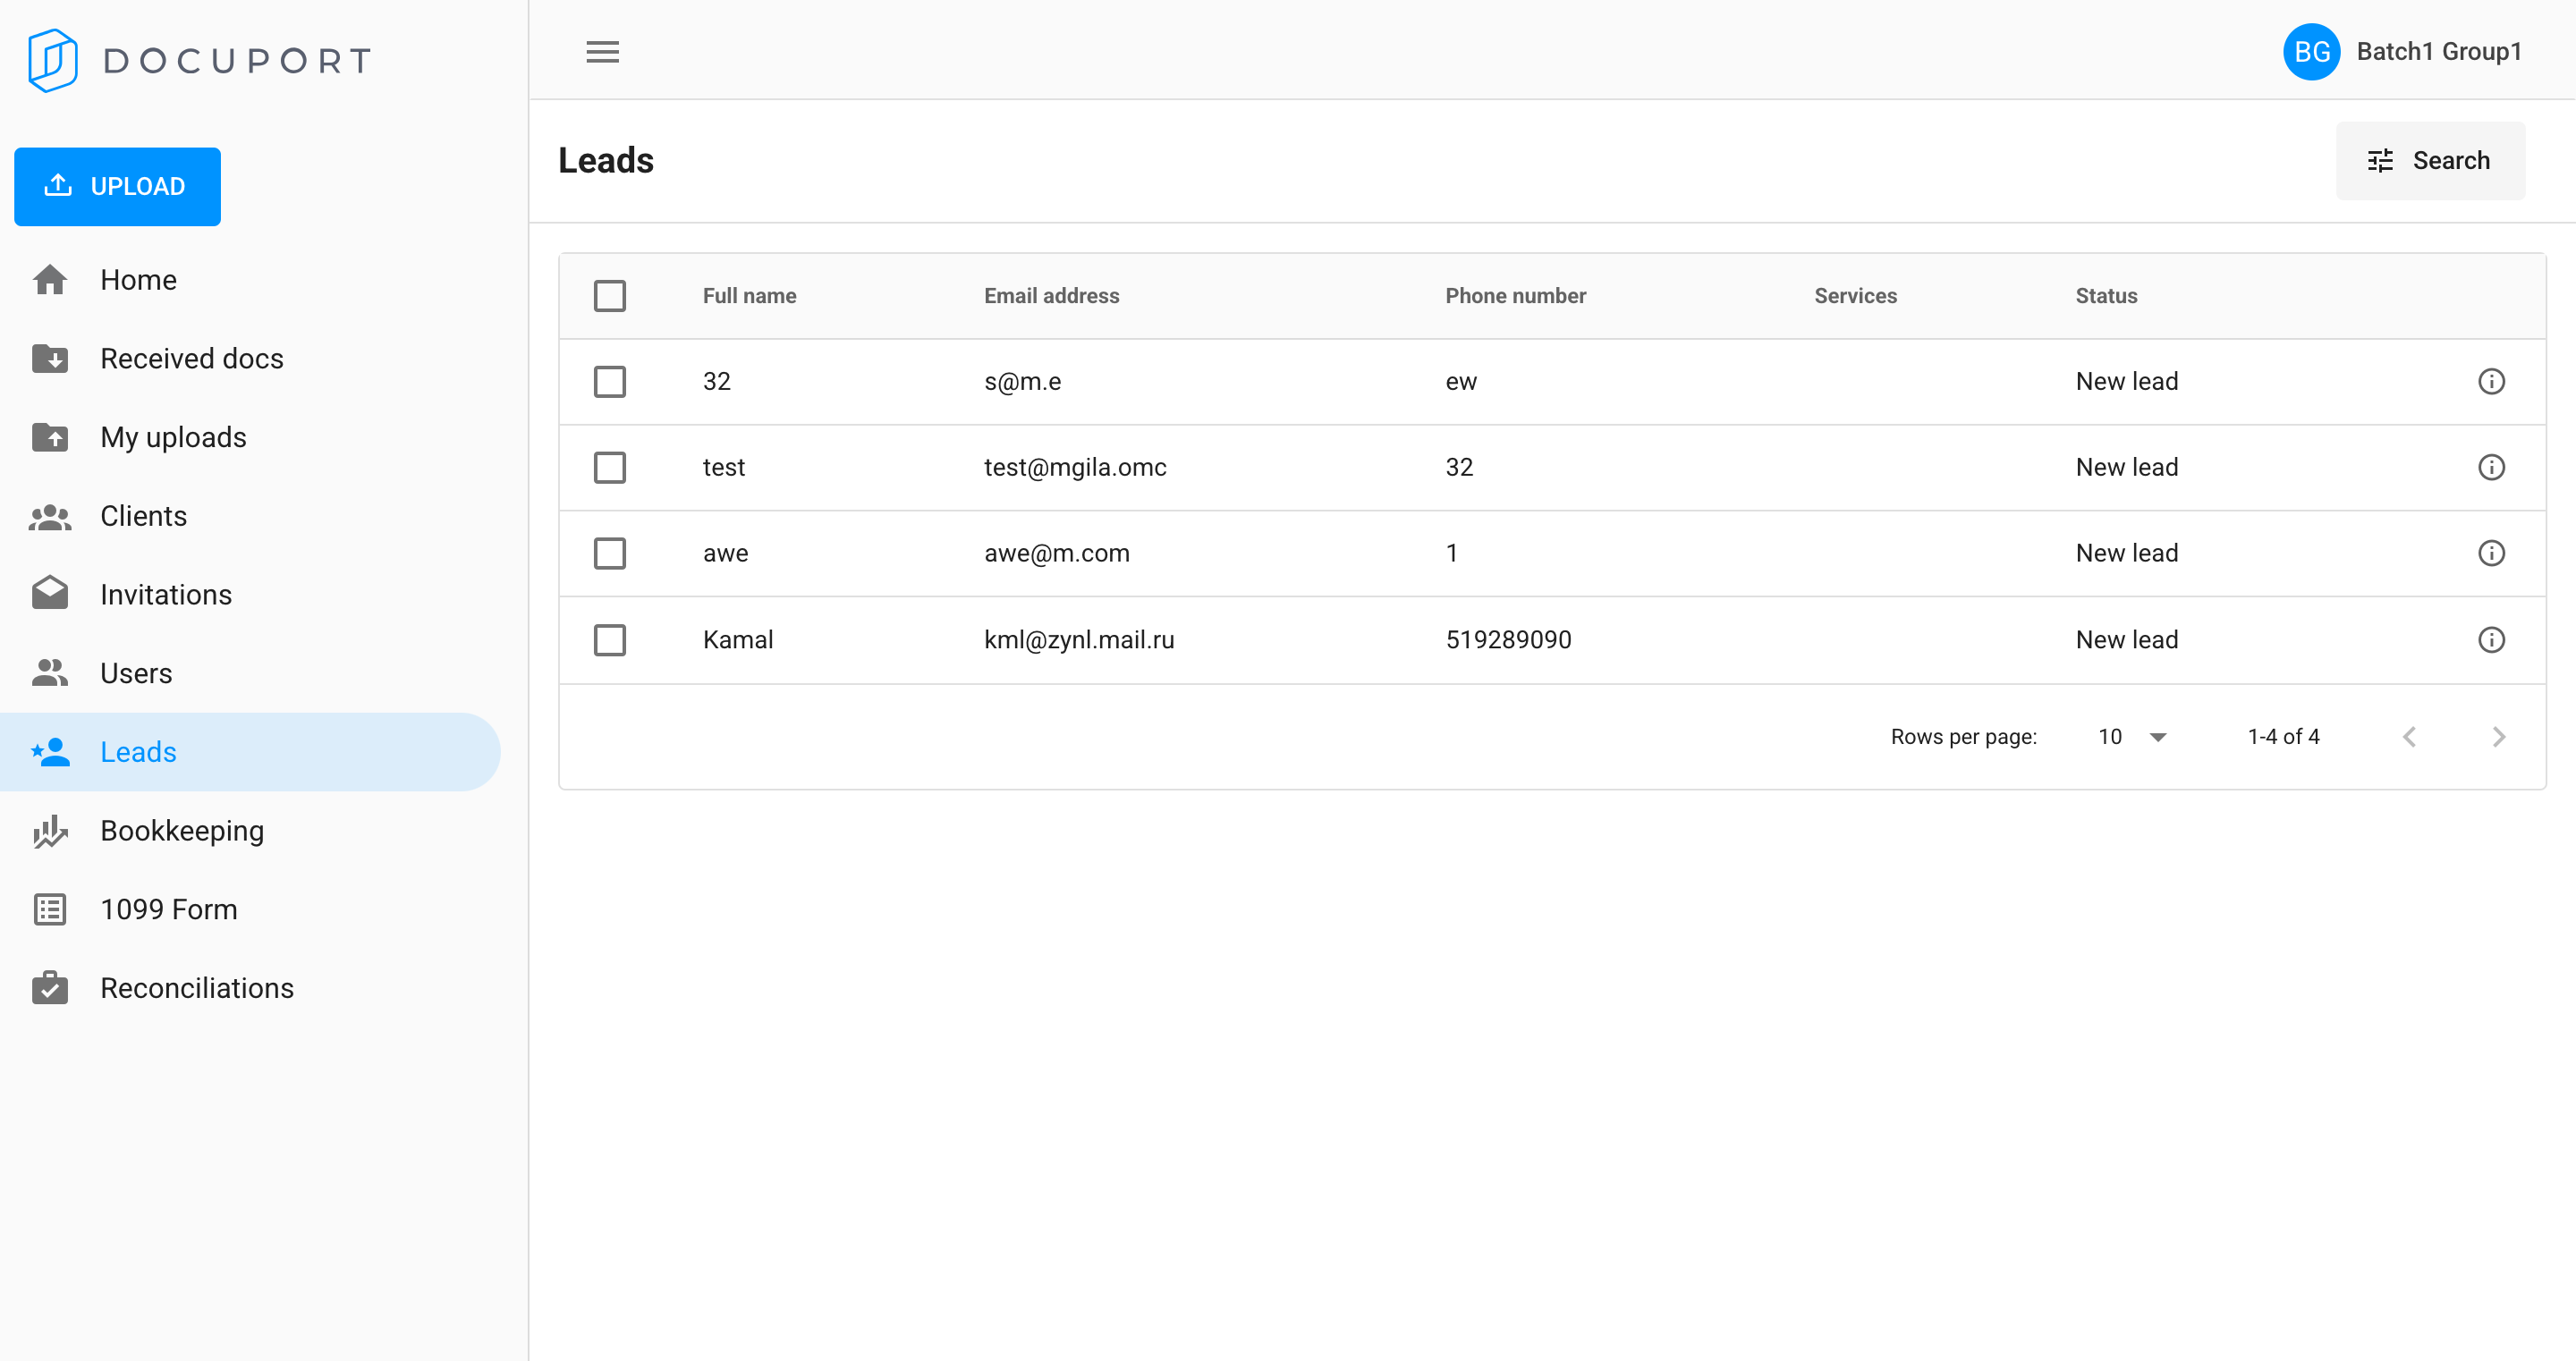 DOCUPORT
UPLOAD
Home
Received docs
My uploads
Clients
Invitations
Users
Leads
Bookkeeping
1099 Form
Reconciliations
BG Batch1 Group1
Leads
Search
Full name Email address Phone number Services Status
32 s@m.e ew New lead
test test@mgila.omc 32 New lead
awe awe@m.com 1 New lead
Kamal kml@zynl.mail.ru 519289090 New lead
Rows per page: 10 1-4 of 4